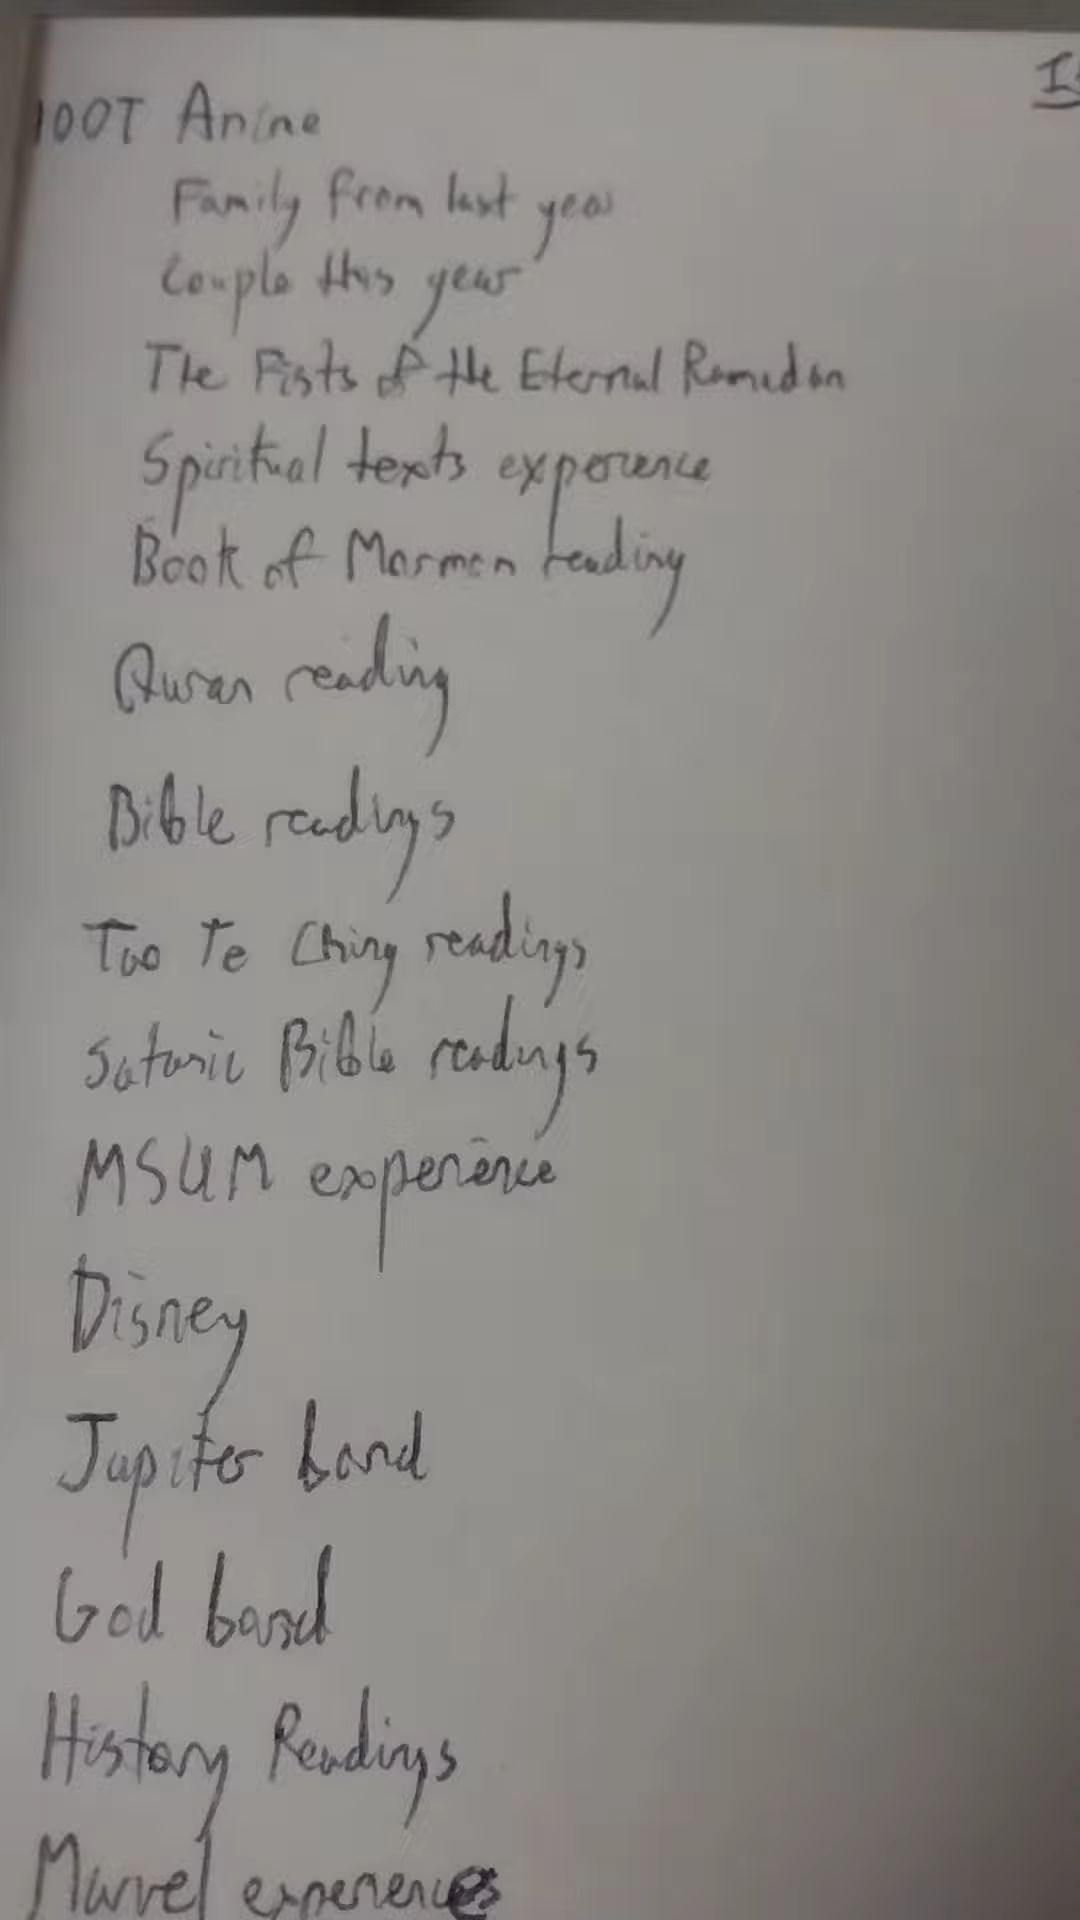 100T Anime
Family from last year
Couple this year
The Fists of the Eternal Ramadan
Spiritual texts experence
Book of Mormon reading
Quran reading
Bible readings
Tao Te Ching readings
Satanic Bible readings
MSUM experience
Disney
Jupiter band
God band
History Readings
Marvel experiences